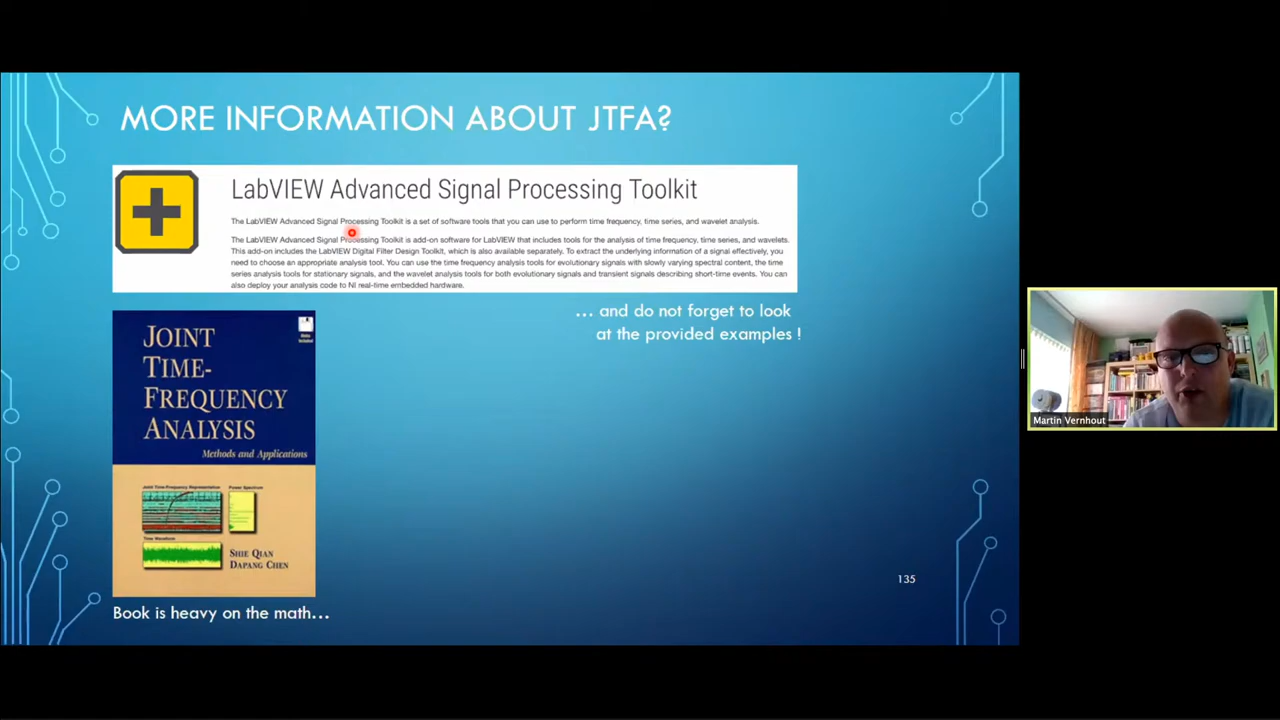 MORE INFORMATION ABOUT JTFA?
LabVIEW Advanced Signal Processing Toolkit
The LabVIEW Advanced Signal Processing Toolkit is a set of software tools that you can use to perform time frequency, time series, and wavelet analysis.
The LabVIEW Advanced Signal Processing Toolkit is add-on software for LabVIEW that includes tools for the analysis of time frequency, time series, and wavelets.
This add-on includes the LabVIEW Digital Filter Design Toolkit, which is also available separately. To extract the underlying information of a signal effectively, you
need to choose an appropriate analysis tool. You can use the time frequency analysis tools for evolutionary signals with slowly varying spectral content, the time
series analysis tools for stationary signals, and the wavelet analysis tools for both evolutionary signals and transient signals describing short-time events. You can
also deploy your analysis code to NI real-time embedded hardware.
… and do not forget to look
at the provided examples !
JOINT
TIME-
FREQUENCY
ANALYSIS
Methods and Applications
Joint Time-Frequency Representation
Power Spectrum
Time Waveform
SHIE QIAN
DAPANG CHEN
Book is heavy on the math…
135
Martin Vernhout